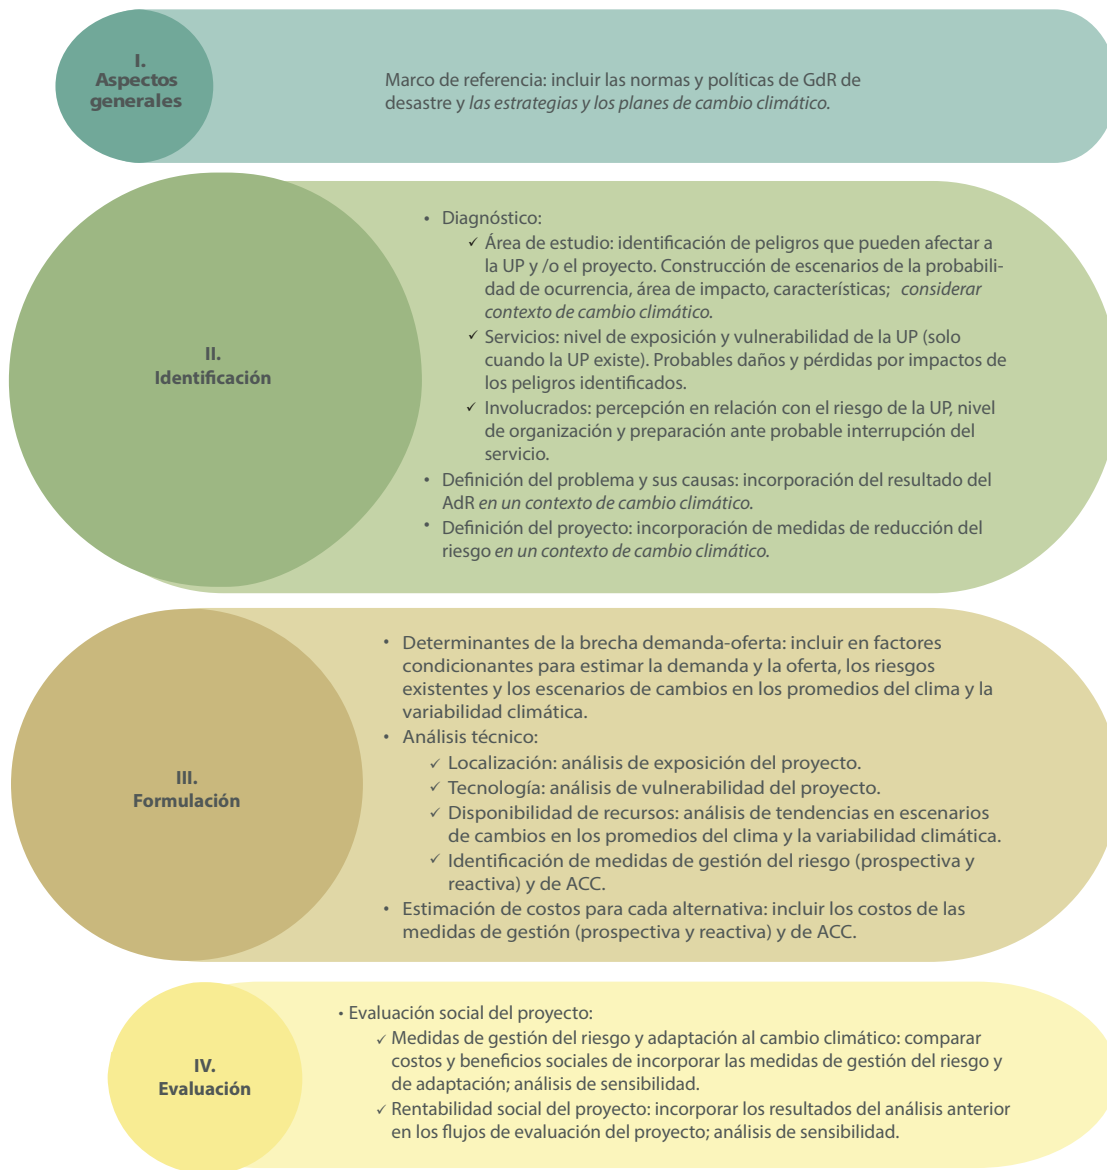 I.
Aspectos
generales
Marco de referencia: incluir las normas y políticas de GdR de
desastre y las estrategias y los planes de cambio climático.
II.
Identificación
• Diagnóstico:
✓ Área de estudio: identificación de peligros que pueden afectar a
la UP y /o el proyecto. Construcción de escenarios de la probabili-
dad de ocurrencia, área de impacto, características; considerar
contexto de cambio climático.
✓ Servicios: nivel de exposición y vulnerabilidad de la UP (solo
cuando la UP existe). Probables daños y pérdidas por impactos de
los peligros identificados.
✓ Involucrados: percepción en relación con el riesgo de la UP, nivel
de organización y preparación ante probable interrupción del
servicio.
• Definición del problema y sus causas: incorporación del resultado del
AdR en un contexto de cambio climático.
• Definición del proyecto: incorporación de medidas de reducción del
riesgo en un contexto de cambio climático.
III.
Formulación
• Determinantes de la brecha demanda-oferta: incluir en factores
condicionantes para estimar la demanda y la oferta, los riesgos
existentes y los escenarios de cambios en los promedios del clima y la
variabilidad climática.
• Análisis técnico:
✓ Localización: análisis de exposición del proyecto.
✓ Tecnología: análisis de vulnerabilidad del proyecto.
✓ Disponibilidad de recursos: análisis de tendencias en escenarios
de cambios en los promedios del clima y la variabilidad climática.
✓ Identificación de medidas de gestión del riesgo (prospectiva y
reactiva) y de ACC.
• Estimación de costos para cada alternativa: incluir los costos de las
medidas de gestión (prospectiva y reactiva) y de ACC.
IV.
Evaluación
• Evaluación social del proyecto:
✓ Medidas de gestión del riesgo y adaptación al cambio climático: comparar
costos y beneficios sociales de incorporar las medidas de gestión del riesgo y
de adaptación; análisis de sensibilidad.
✓ Rentabilidad social del proyecto: incorporar los resultados del análisis anterior
en los flujos de evaluación del proyecto; análisis de sensibilidad.